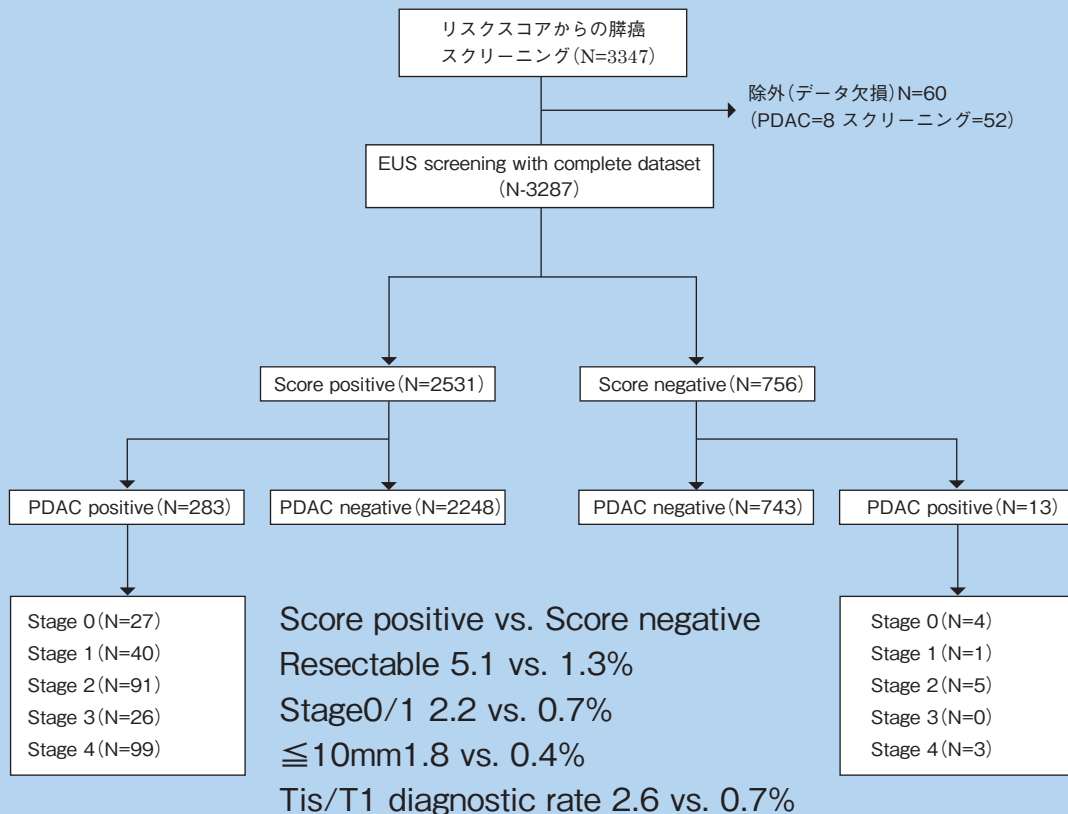 リスクスコアからの膵癌
スクリーニング(N=3347)
除外(データ欠損)N=60
(PDAC=8 スクリーニング=52)
EUS screening with complete dataset
(N-3287)
Score positive(N=2531)
Score negative(N=756)
PDAC positive(N=283)
PDAC negative(N=2248)
PDAC negative(N=743)
PDAC positive(N=13)
Stage 0(N=27)
Stage 1(N=40)
Stage 2(N=91)
Stage 3(N=26)
Stage 4(N=99)
Score positive vs. Score negative
Resectable 5.1 vs. 1.3%
Stage0/1 2.2 vs. 0.7%
≦10mm1.8 vs. 0.4%
Tis/T1 diagnostic rate 2.6 vs. 0.7%
Stage 0(N=4)
Stage 1(N=1)
Stage 2(N=5)
Stage 3(N=0)
Stage 4(N=3)